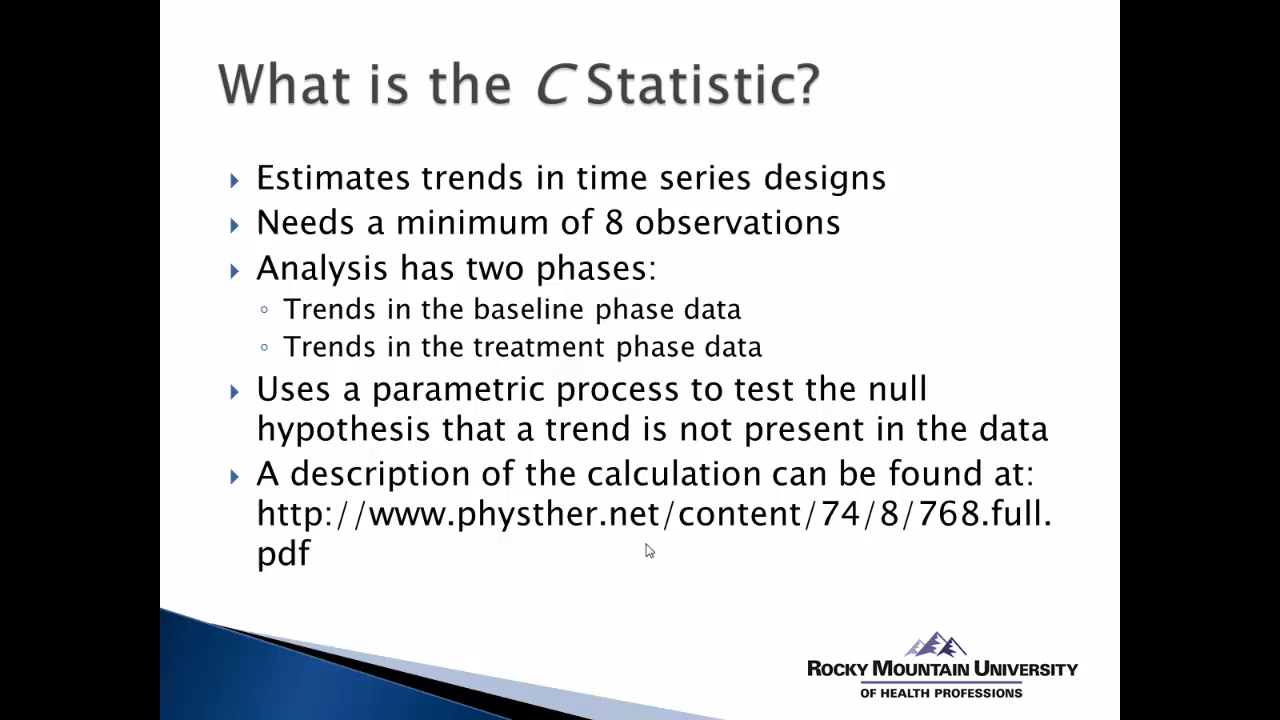 What is the C Statistic?
Estimates trends in time series designs
Needs a minimum of 8 observations
Analysis has two phases:
Trends in the baseline phase data
Trends in the treatment phase data
Uses a parametric process to test the null
hypothesis that a trend is not present in the data
A description of the calculation can be found at:
http://www.physther.net/content/74/8/768.full.
pdf
ROCKY MOUNTAIN UNIVERSITY
OF HEALTH PROFESSIONS